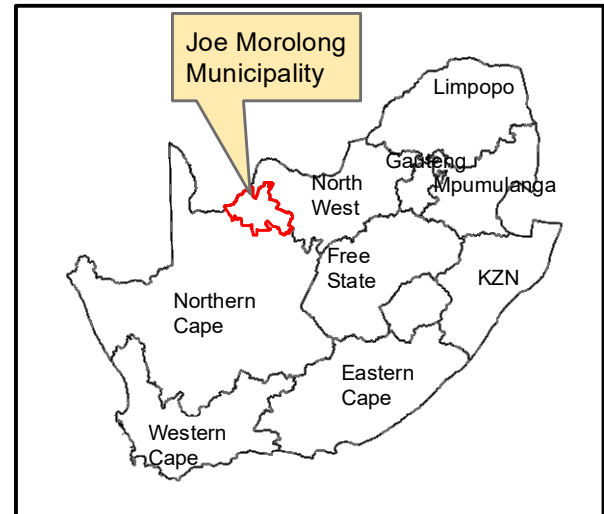 Joe Morolong
Municipality
Limpopo
Gauteng
Mpumulanga
North
West
Free
State
KZN
Northern
Cape
Eastern
Cape
Western
Cape